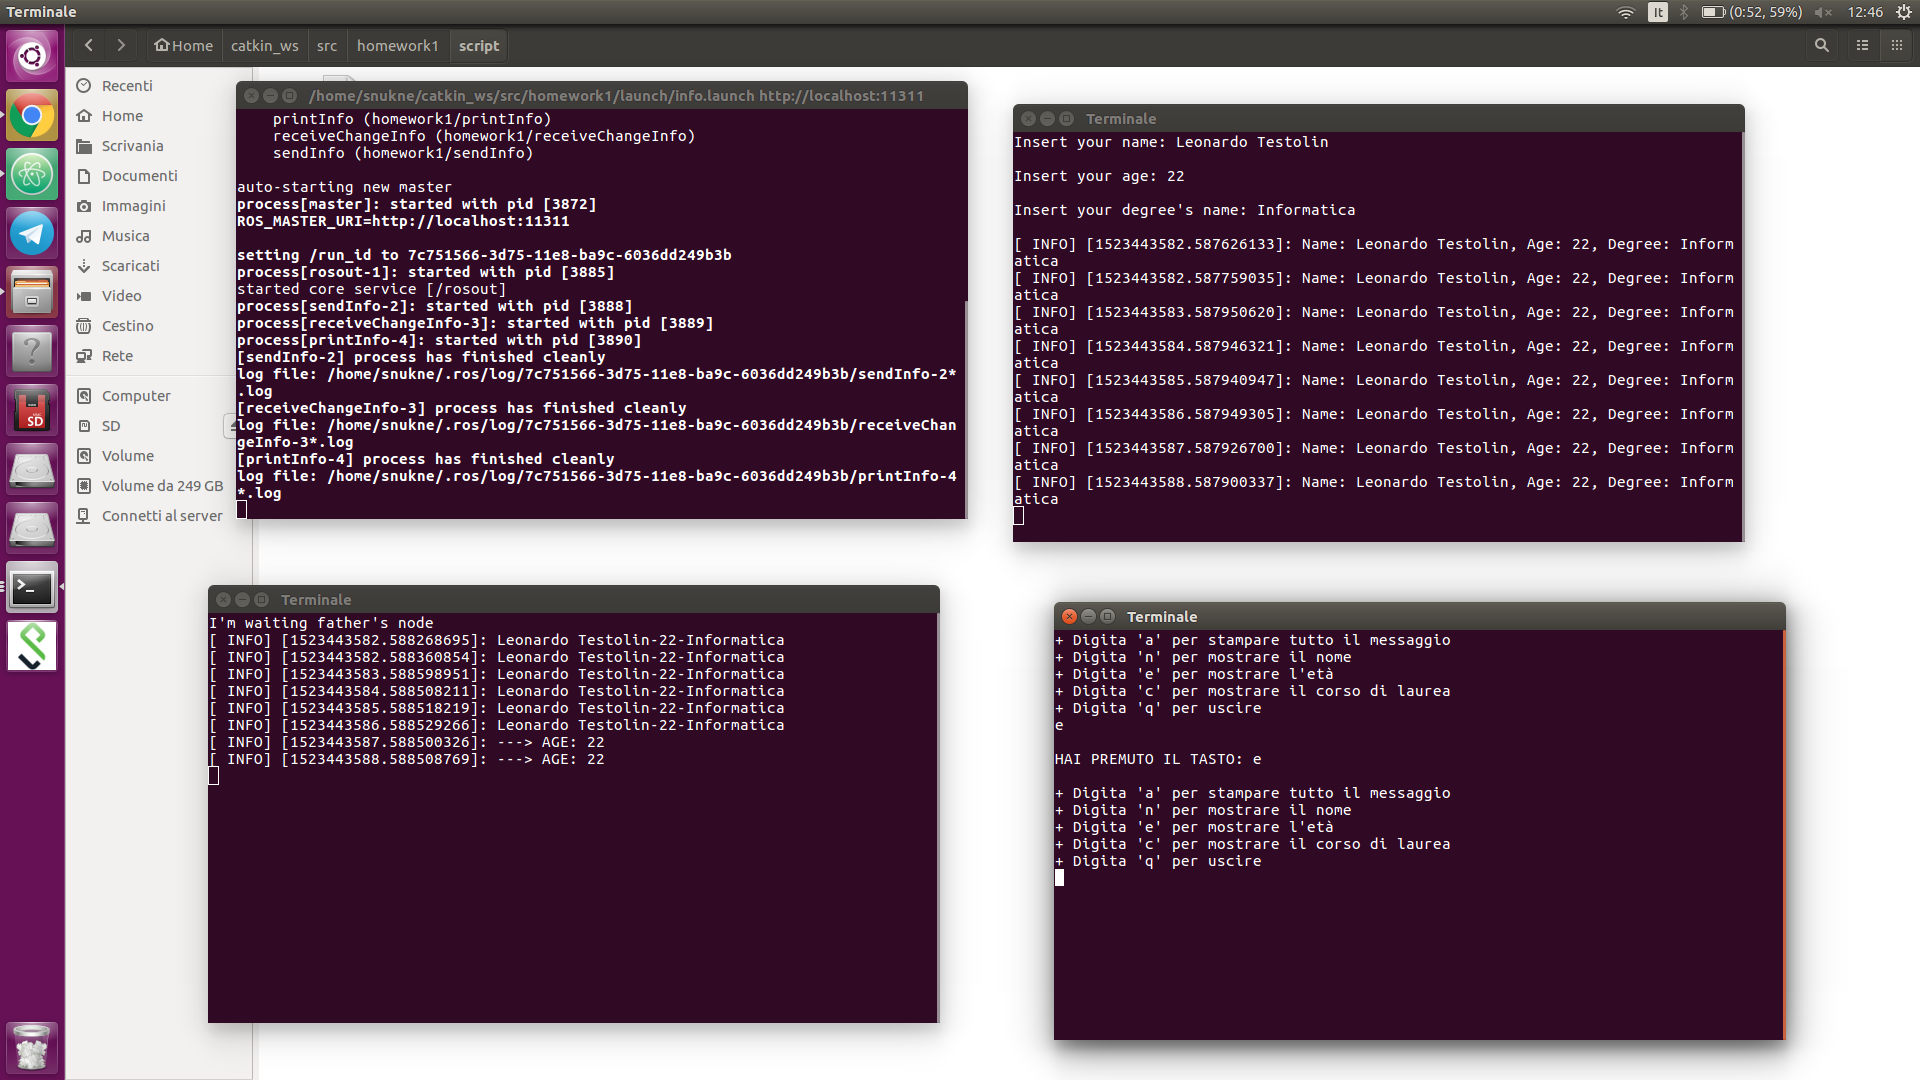 Terminale
It
(0:52, 59%)
12:46
Home
catkin_ws
src
homework1
script
Recenti
Home
Scrivania
Documenti
Immagini
Musica
Scaricati
Video
Cestino
Rete
Computer
SD
Volume
Volume da 249 GB
Connetti al server
SD
/home/snukne/catkin_ws/src/homework1/launch/info.launch http://localhost:11311
printInfo (homework1/printInfo)
receiveChangeInfo (homework1/receiveChangeInfo)
sendInfo (homework1/sendInfo)
auto-starting new master
process[master]: started with pid [3872]
ROS_MASTER_URI=http://localhost:11311
setting /run_id to 7c751566-3d75-11e8-ba9c-6036dd249b3b
process[rosout-1]: started with pid [3885]
started core service [/rosout]
process[sendInfo-2]: started with pid [3888]
process[receiveChangeInfo-3]: started with pid [3889]
process[printInfo-4]: started with pid [3890]
[sendInfo-2] process has finished cleanly
log file: /home/snukne/.ros/log/7c751566-3d75-11e8-ba9c-6036dd249b3b/sendInfo-2*
.log
[receiveChangeInfo-3] process has finished cleanly
log file: /home/snukne/.ros/log/7c751566-3d75-11e8-ba9c-6036dd249b3b/receiveChan
geInfo-3*.log
[printInfo-4] process has finished cleanly
log file: /home/snukne/.ros/log/7c751566-3d75-11e8-ba9c-6036dd249b3b/printInfo-4
*.log
Terminale
Insert your name: Leonardo Testolin
Insert your age: 22
Insert your degree's name: Informatica
[ INFO] [1523443582.587626133]: Name: Leonardo Testolin, Age: 22, Degree: Inform
atica
[ INFO] [1523443582.587759035]: Name: Leonardo Testolin, Age: 22, Degree: Inform
atica
[ INFO] [1523443583.587950620]: Name: Leonardo Testolin, Age: 22, Degree: Inform
atica
[ INFO] [1523443584.587946321]: Name: Leonardo Testolin, Age: 22, Degree: Inform
atica
[ INFO] [1523443585.587940947]: Name: Leonardo Testolin, Age: 22, Degree: Inform
atica
[ INFO] [1523443586.587949305]: Name: Leonardo Testolin, Age: 22, Degree: Inform
atica
[ INFO] [1523443587.587926700]: Name: Leonardo Testolin, Age: 22, Degree: Inform
atica
[ INFO] [1523443588.587900337]: Name: Leonardo Testolin, Age: 22, Degree: Inform
atica
Terminale
I'm waiting father's node
[ INFO] [1523443582.588268695]: Leonardo Testolin-22-Informatica
[ INFO] [1523443582.588360854]: Leonardo Testolin-22-Informatica
[ INFO] [1523443583.588598951]: Leonardo Testolin-22-Informatica
[ INFO] [1523443584.588508211]: Leonardo Testolin-22-Informatica
[ INFO] [1523443585.588518219]: Leonardo Testolin-22-Informatica
[ INFO] [1523443586.588529266]: Leonardo Testolin-22-Informatica
[ INFO] [1523443587.588500326]: ---> AGE: 22
[ INFO] [1523443588.588508769]: ---> AGE: 22
Terminale
+ Digita 'a' per stampare tutto il messaggio
+ Digita 'n' per mostrare il nome
+ Digita 'e' per mostrare l'età
+ Digita 'c' per mostrare il corso di laurea
+ Digita 'q' per uscire
e
HAI PREMUTO IL TASTO: e
+ Digita 'a' per stampare tutto il messaggio
+ Digita 'n' per mostrare il nome
+ Digita 'e' per mostrare l'età
+ Digita 'c' per mostrare il corso di laurea
+ Digita 'q' per uscire